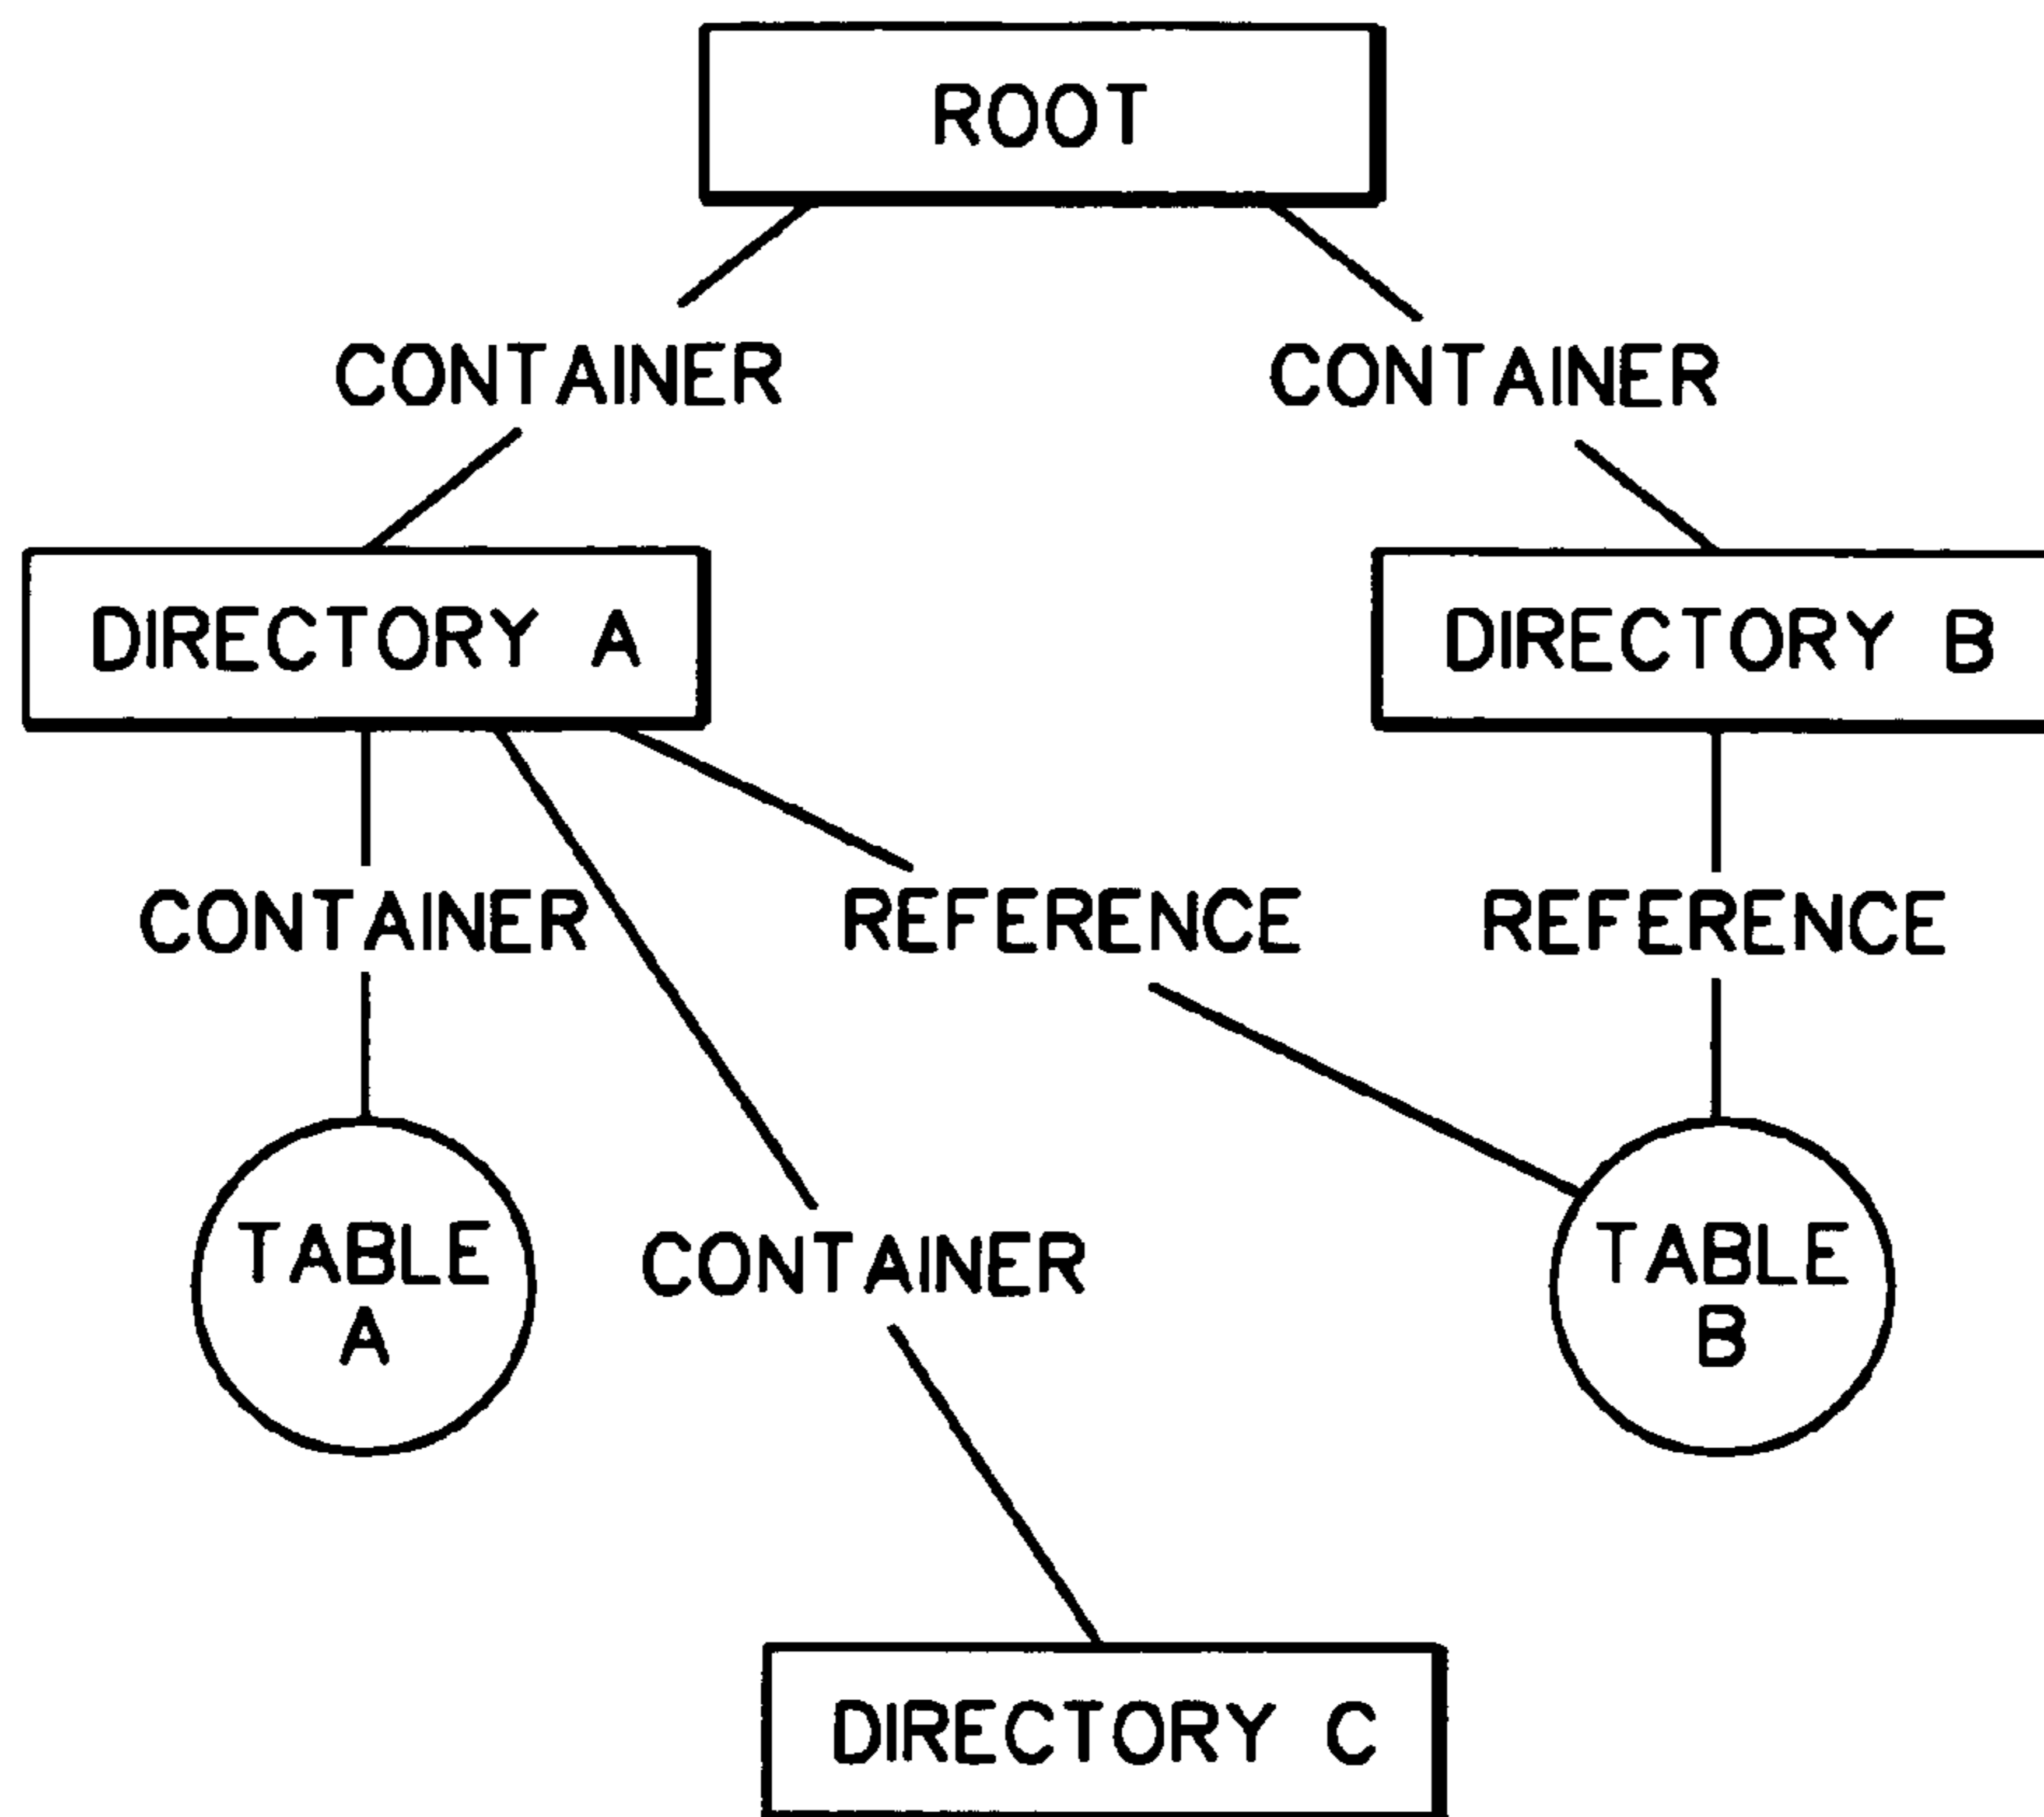 ROOT
CONTAINER
CONTAINER
DIRECTORY A
DIRECTORY B
CONTAINER
REFERENCE
REFERENCE
TABLE
A
CONTAINER
TABLE
B
DIRECTORY C